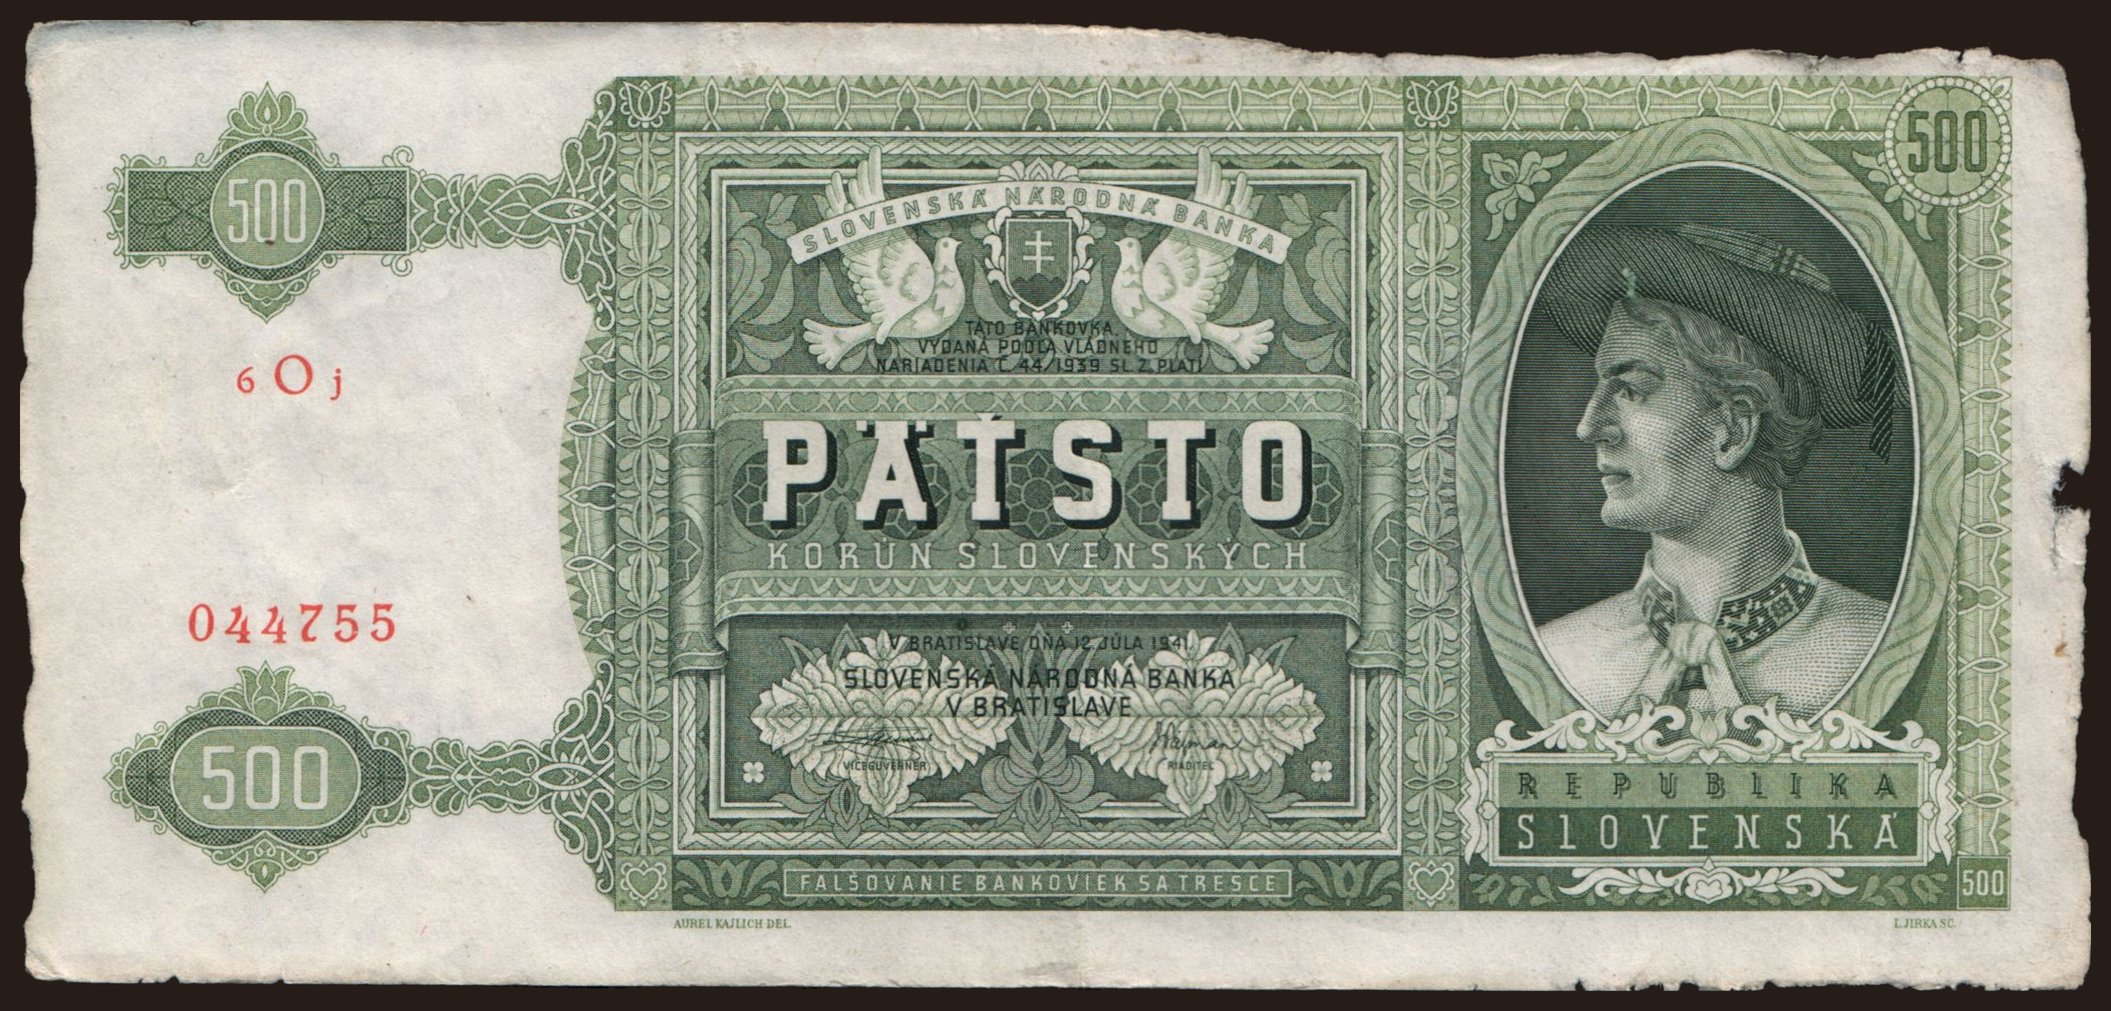 500
500
SLOVENSKÁ NÁRODNÁ BANKA
TÁTO BANKOVKA,
VYDANÁ PODĽA VLÁDNEHO
NARIADENIA Č. 44/1939 SL. Z. PLATÍ
6 O j
PÄŤSTO
KORÚN SLOVENSKÝCH
044755
V BRATISLAVE DŇA 12. JÚLA 1941
SLOVENSKÁ NÁRODNÁ BANKA
V BRATISLAVE
VICEGUVERNÉR
RIADITEĽ
500
REPUBLIKA
SLOVENSKÁ
FALŠOVANIE BANKOVIEK SA TRESCE
500
AUREL KAJLICH DEL.
L. JIRKA SC.